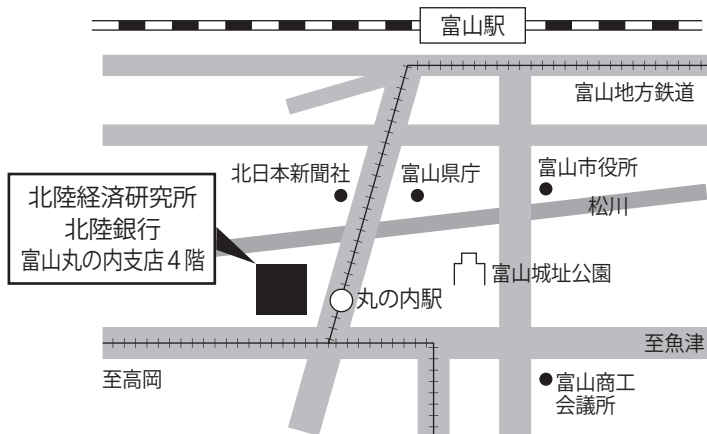 富山駅
富山地方鉄道
北日本新聞社
富山県庁
富山市役所
松川
北陸経済研究所
北陸銀行
富山丸の内支店4階
富山城址公園
丸の内駅
至魚津
至高岡
富山商工
会議所